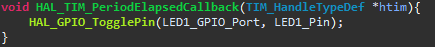 void HAL_TIM_PeriodElapsedCallback(TIM_HandleTypeDef *htim){
    HAL_GPIO_TogglePin(LED1_GPIO_Port, LED1_Pin);
}